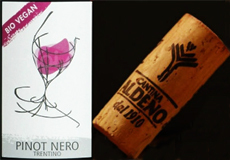 BIO VEGAN
PINOT NERO
TRENTINO
CANTINA
ALDENO
dal 1910